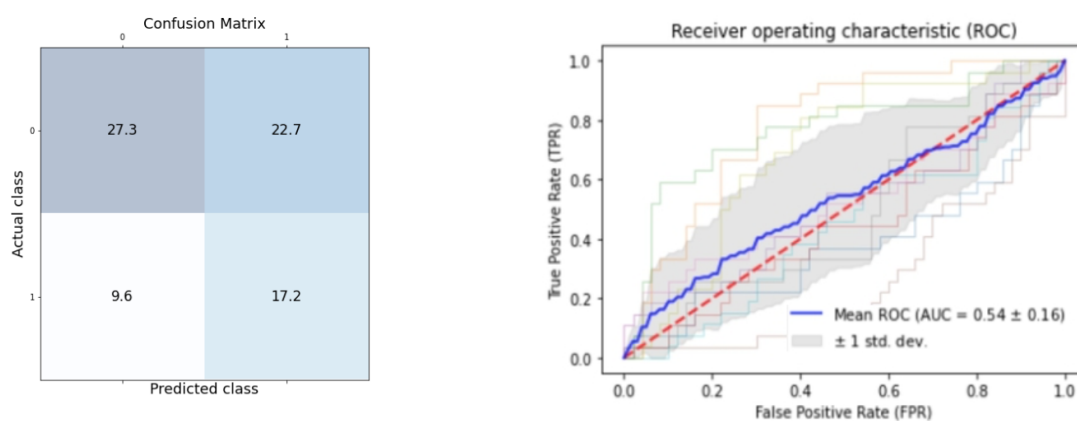 Confusion Matrix
0 1
0
27.3 22.7
1
9.6 17.2
Actual class
Predicted class
Receiver operating characteristic (ROC)
1.0
0.8
0.6
0.4
0.2
0.0
True Positive Rate (TPR)
Mean ROC (AUC = 0.54 ± 0.16)
± 1 std. dev.
0.0 0.2 0.4 0.6 0.8 1.0
False Positive Rate (FPR)